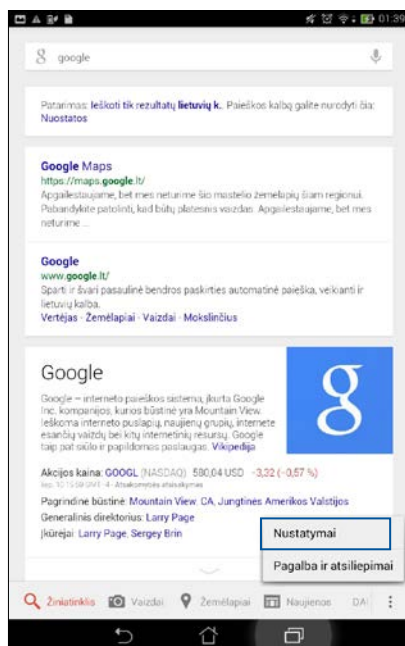 01:39
google
Patarimas: Ieškoti tik rezultatų lietuvių k.. Paieškos kalbą galite nurodyti čia:
Nuostatos
Google Maps
https://maps.google.lt/
Apgailestaujame, bet mes neturime šio mastelio žemėlapių šiam regionui.
Pabandykite patolinti, kad būtų platesnis vaizdas. Apgailestaujame, bet mes
neturime ...
Google
www.google.lt/
Sparti ir švari pasaulinė bendros paskirties automatinė paieška, veikianti ir
lietuvių kalba.
Vertėjas - Žemėlapiai - Vaizdai - Mokslinčius
Google
Google – interneto paieškos sistema, įkurta Google
Inc. kompanijos, kurios būstinė yra Mountain View.
Ieškoma interneto puslapių, naujienų grupių, internete
esančių vaizdų bei kitų internetinių resursų. Google
taip pat siūlo ir papildomas paslaugas. Vikipedija
Akcijos kaina: GOOGL (NASDAQ) 580,04 USD -3,32 (-0,57 %)
Atsakomybės atsisakymas
Pagrindinė būstinė: Mountain View, CA, Jungtinės Amerikos Valstijos
Generalinis direktorius: Larry Page
Įkūrėjai: Larry Page, Sergey Brin
Nustatymai
Pagalba ir atsiliepimai
Žiniatinklis Vaizdai Žemėlapiai Naujienos